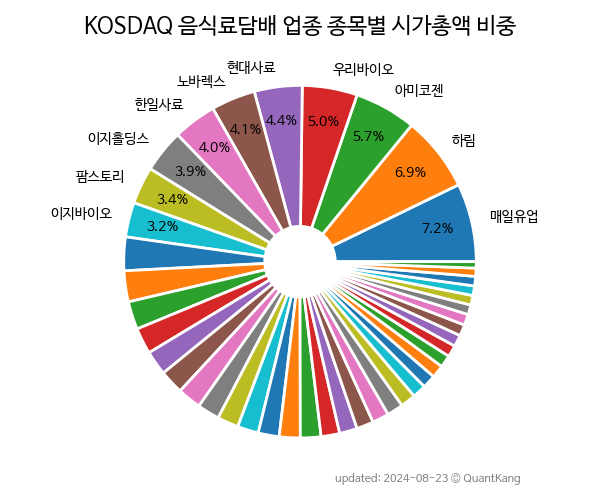 KOSDAQ 음식료담배 업종 종목별 시가총액 비중
현대사료
우리바이오
노바렉스
아미코젠
한일사료
하림
이지홀딩스
팜스토리
이지바이오
매일유업
4.4%
5.0%
4.1%
5.7%
4.0%
3.9%
6.9%
3.4%
3.2%
7.2%
updated: 2024-08-23 © QuantKang